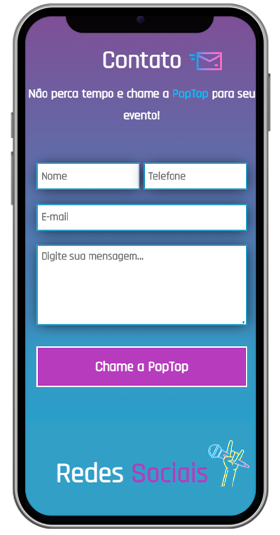 Contato
Não perca tempo e chame a PopTop para seu
evento!
Nome
Telefone
E-mail
Digite sua mensagem...
Chame a PopTop
Redes Sociais